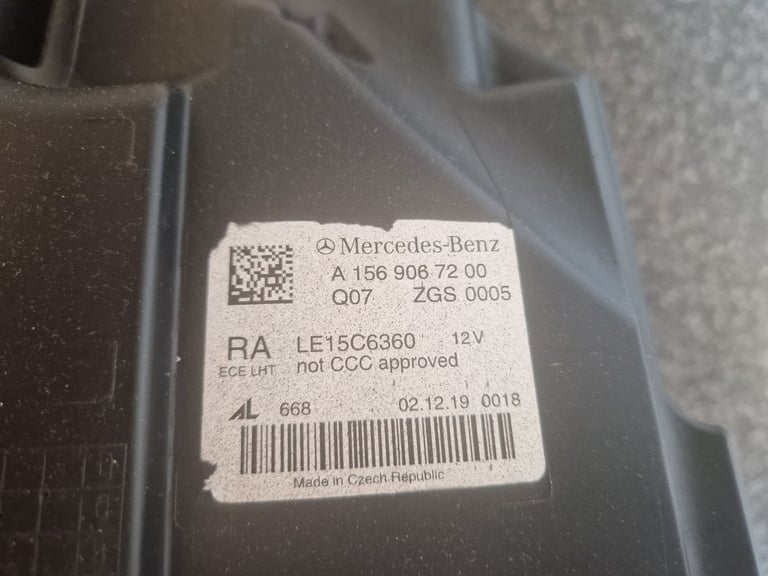 Mercedes-Benz
A 156 906 72 00
Q07 ZGS 0005
RA LE15C6360 12 V
ECE LHT not CCC approved
AL 668 02.12.19 0018
Made in Czech Republic